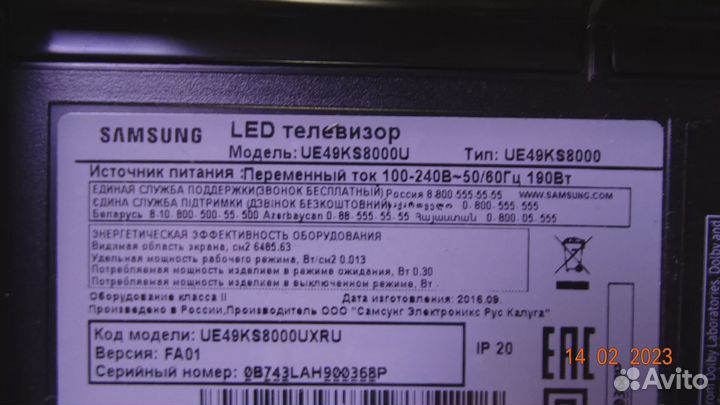 SAMSUNG LED телевизор
Модель: UE49KS8000U Тип: UE49KS8000
Источник питания :Переменный ток 100-240В~50/60Гц 190Вт
ЕДИНАЯ СЛУЖБА ПОДДЕРЖКИ(ЗВОНОК БЕСПЛАТНЫЙ) Россия 8-800-555-55-55 WWW.SAMSUNG.COM
ЄДИНА СЛУЖБА ПІДТРИМКИ (ДЗВІНОК БЕЗКОШТОВНИЙ) 0-800-555-555
Беларусь 8-10-800-500-55-500 Azerbaycan 0-88-555-55-55 Հայաստան 0-800-05-555
ЭНЕРГЕТИЧЕСКАЯ ЭФФЕКТИВНОСТЬ ОБОРУДОВАНИЯ
Видимая область экрана, см2 6485.63
Удельная мощность рабочего режима, Вт/см2 0.013
Потребляемая мощность изделием в режиме ожидания, Вт 0.30
Потребляемая мощность изделием в выключенном режиме, Вт
Оборудование класса II Дата изготовления: 2016.09.
Произведено в России,Производитель ООО "Самсунг Электроникс Рус Калуга"
Код модели: UE49KS8000UXRU
Версия: FA01
Серийный номер: 0B743LAH900368P
IP 20
EAC
14 02 2023
Avito
Dolby Laboratories. Dolby and